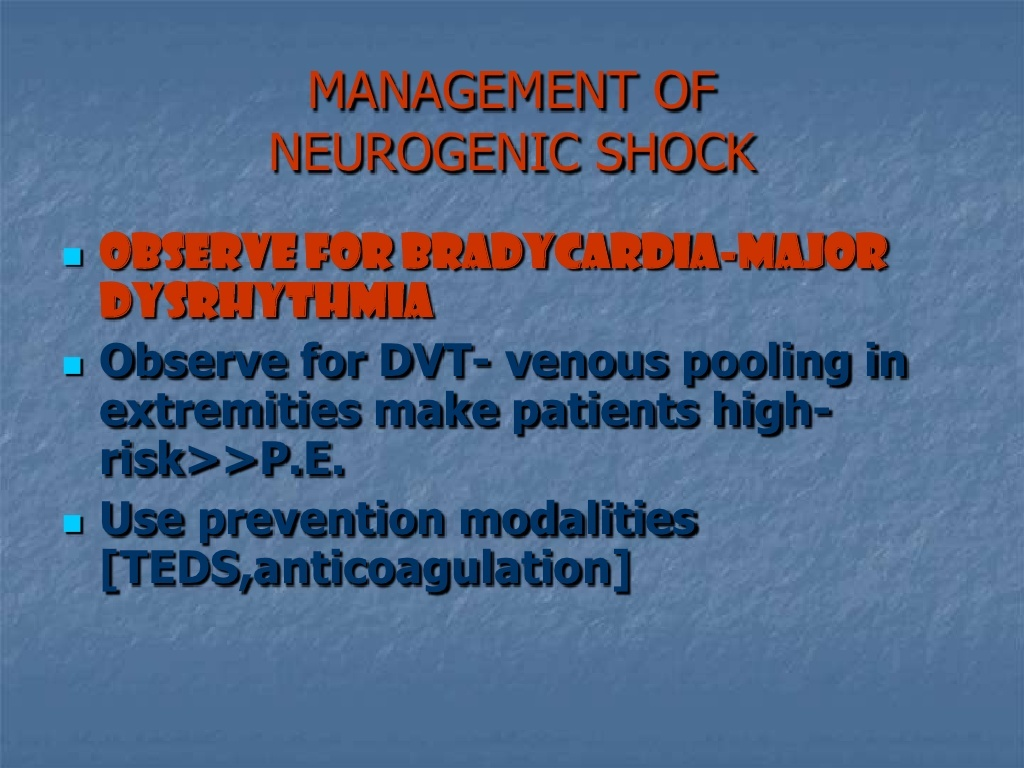 MANAGEMENT OF
NEUROGENIC SHOCK
OBSERVE FOR BRADYCARDIA-MAJOR
DYSRHYTHMIA
Observe for DVT- venous pooling in
extremities make patients high-
risk>>P.E.
Use prevention modalities
[TEDS,anticoagulation]